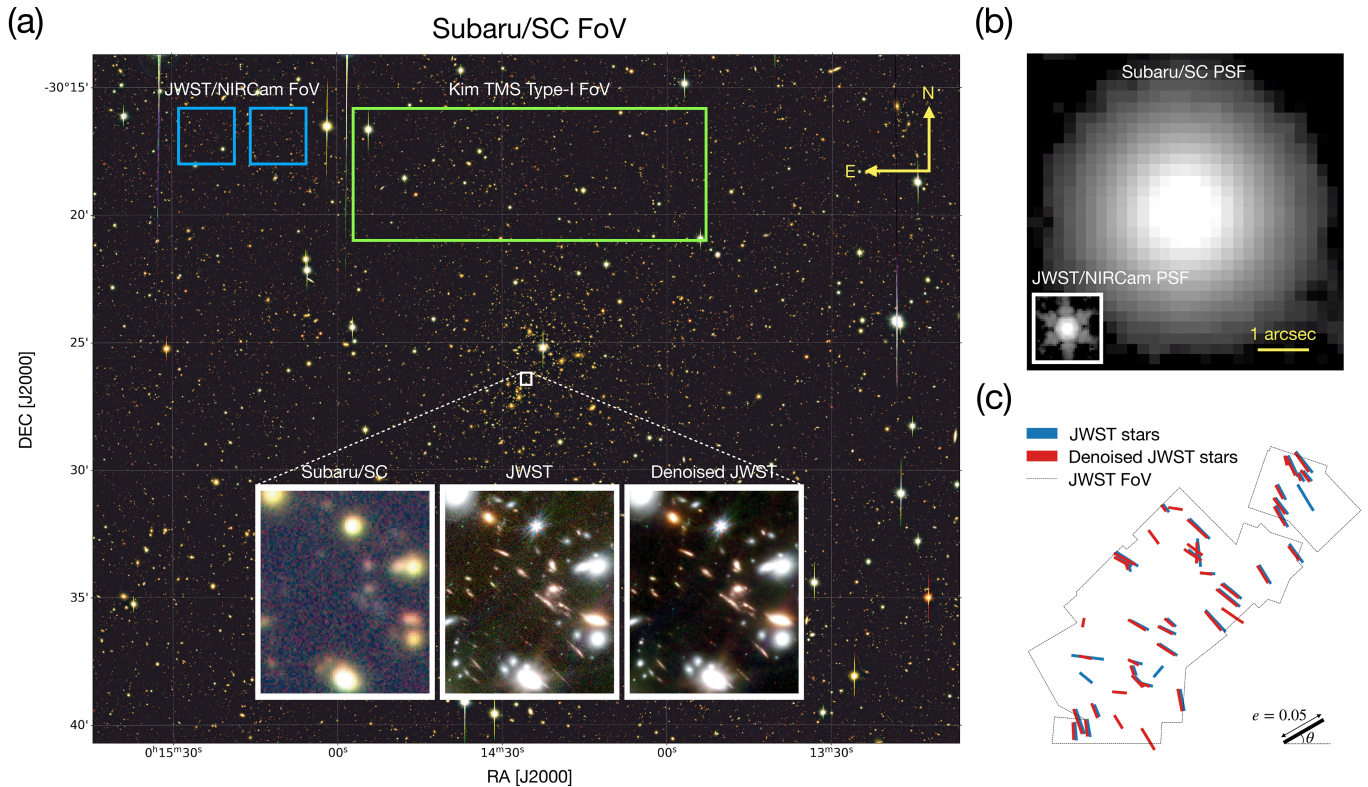 (a)
Subaru/SC FoV
JWST/NIRCam FoV
Kim TMS Type-I FoV
N
E
-30°15'
20'
25'
30'
35'
40'
DEC [J2000]
Subaru/SC
JWST
Denoised JWST
0ʰ15ᵐ30ˢ
00ˢ
14ᵐ30ˢ
00ˢ
13ᵐ30ˢ
RA [J2000]
(b)
Subaru/SC PSF
JWST/NIRCam PSF
1 arcsec
(c)
JWST stars
Denoised JWST stars
JWST FoV
e = 0.05
θ